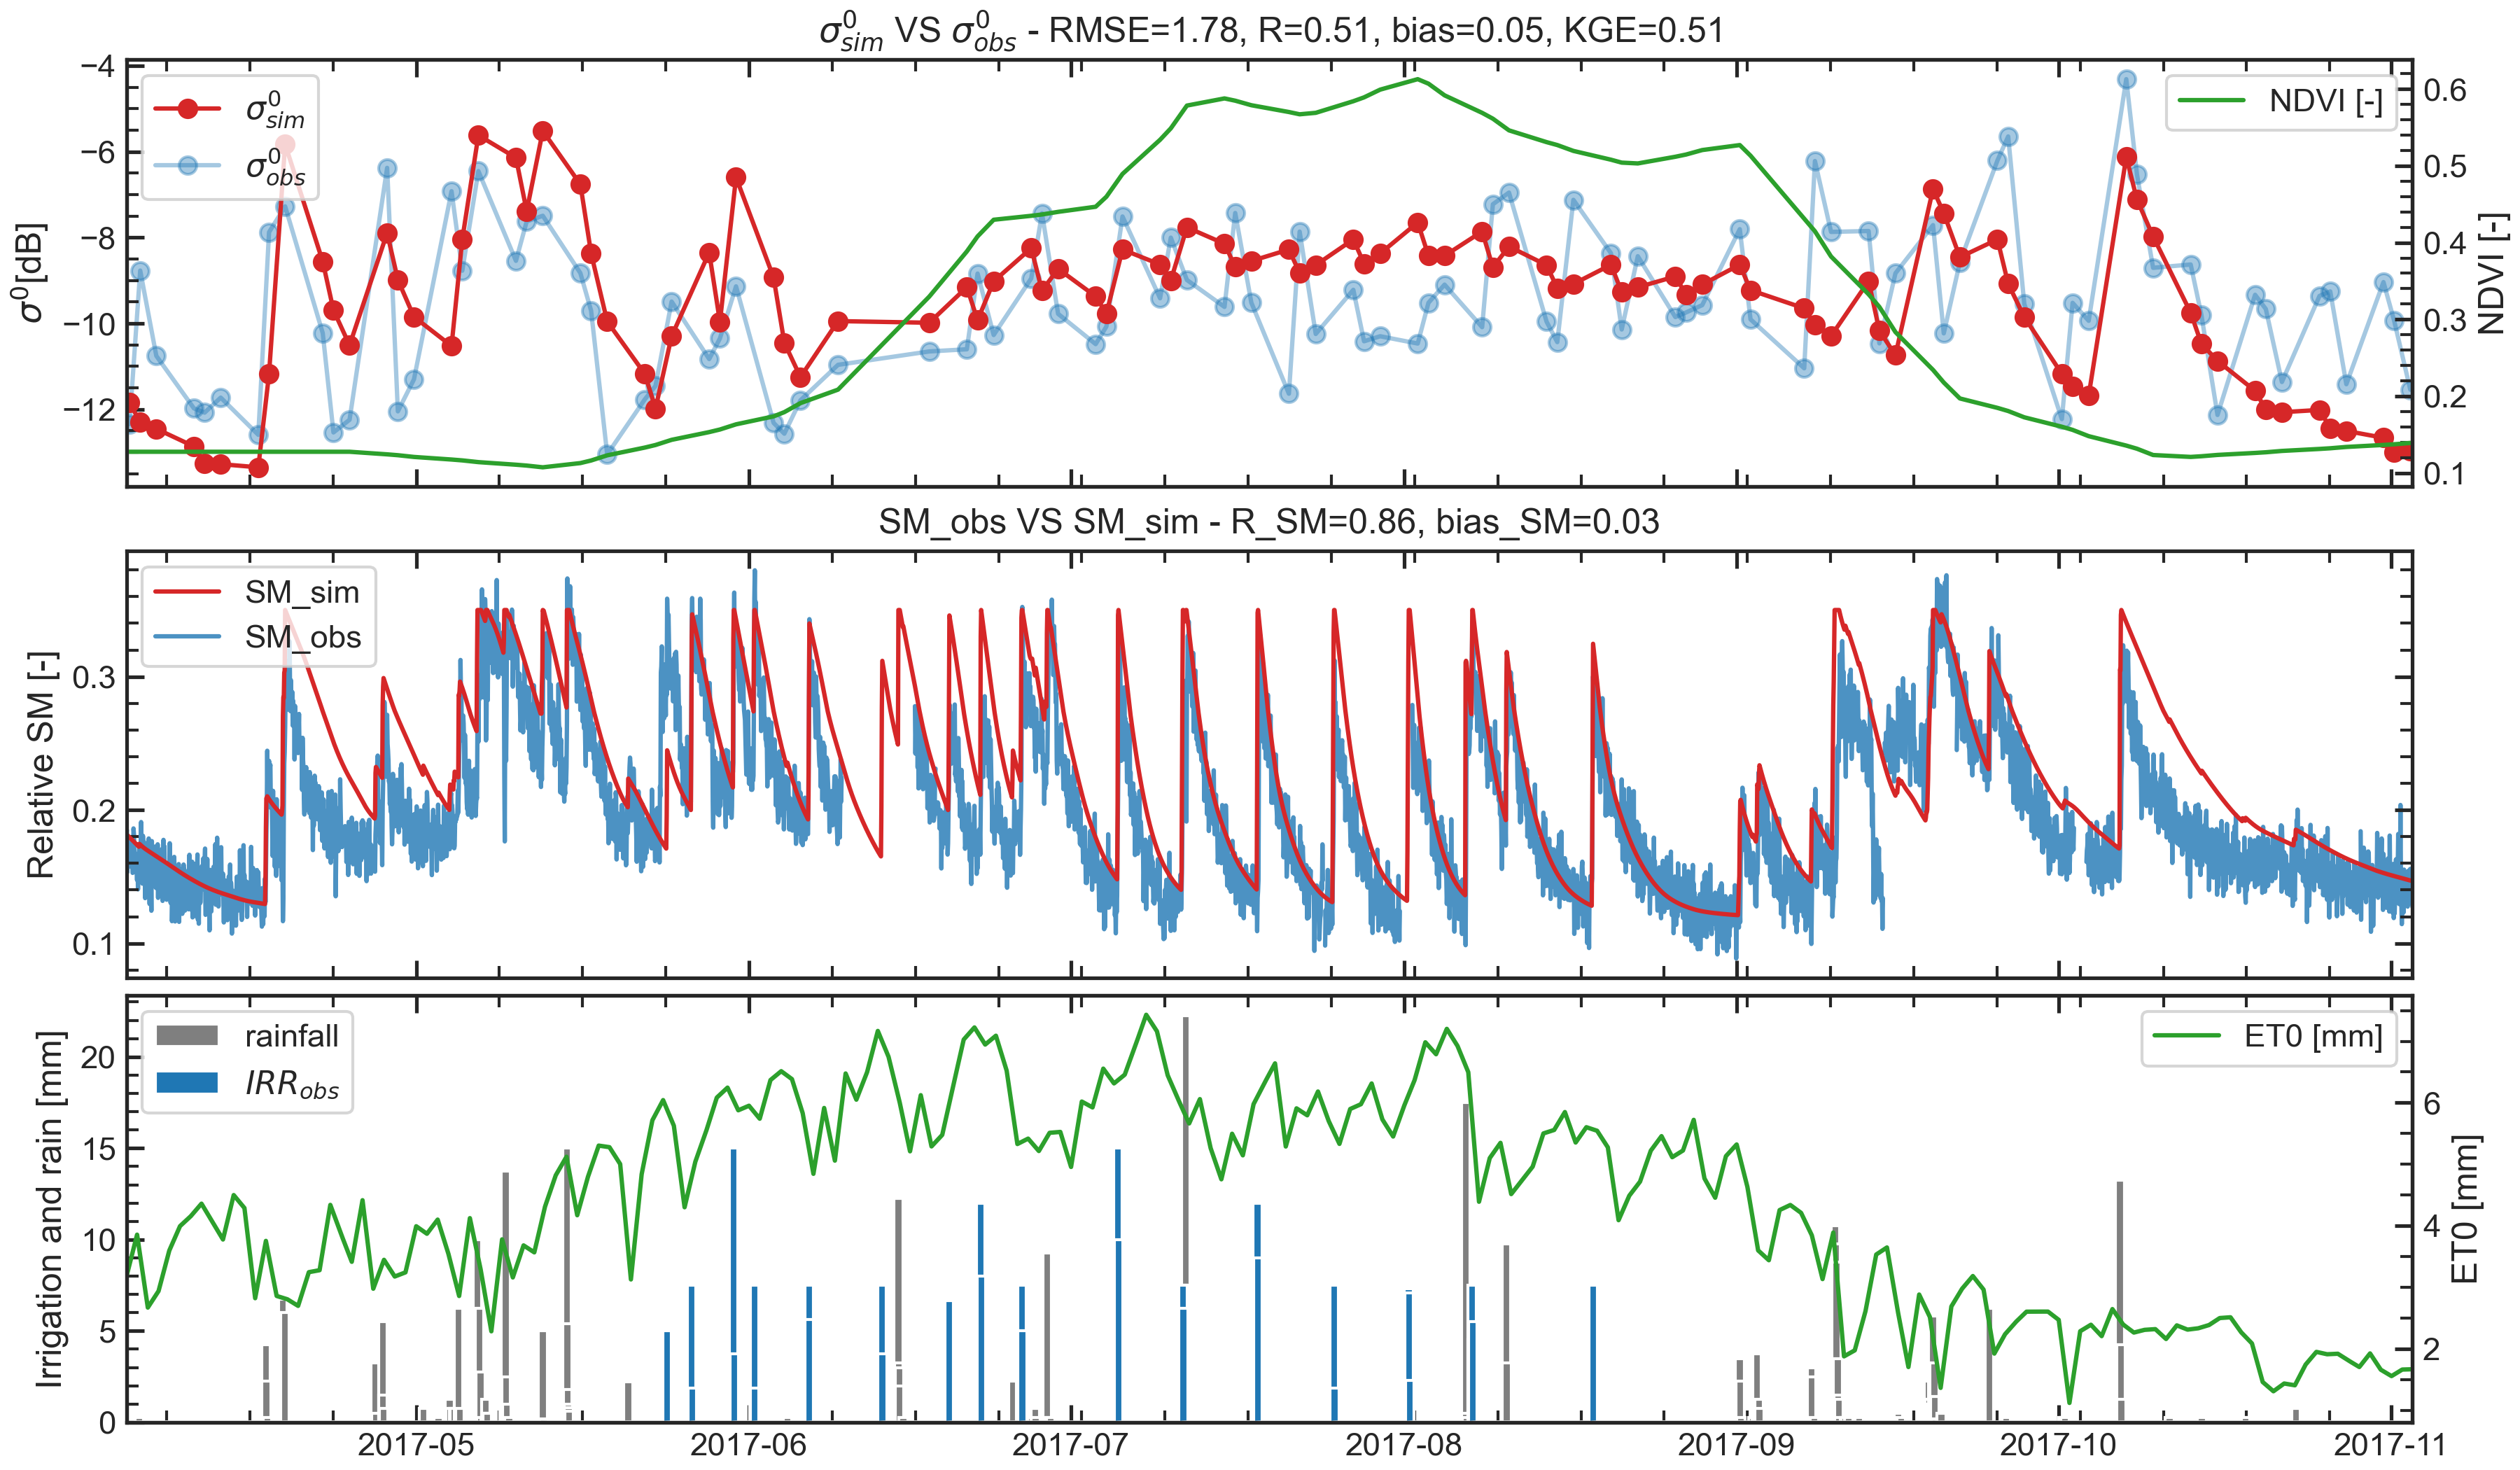 σ⁰sim VS σ⁰obs - RMSE=1.78, R=0.51, bias=0.05, KGE=0.51
σ⁰sim
σ⁰obs
NDVI [-]
σ⁰[dB]
−4
−6
−8
−10
−12
NDVI [-]
0.6
0.5
0.4
0.3
0.2
0.1
SM_obs VS SM_sim - R_SM=0.86, bias_SM=0.03
SM_sim
SM_obs
Relative SM [-]
0.3
0.2
0.1
rainfall
IRRobs
ET0 [mm]
Irrigation and rain [mm]
20
15
10
5
0
ET0 [mm]
6
4
2
2017-05 2017-06 2017-07 2017-08 2017-09 2017-10 2017-11